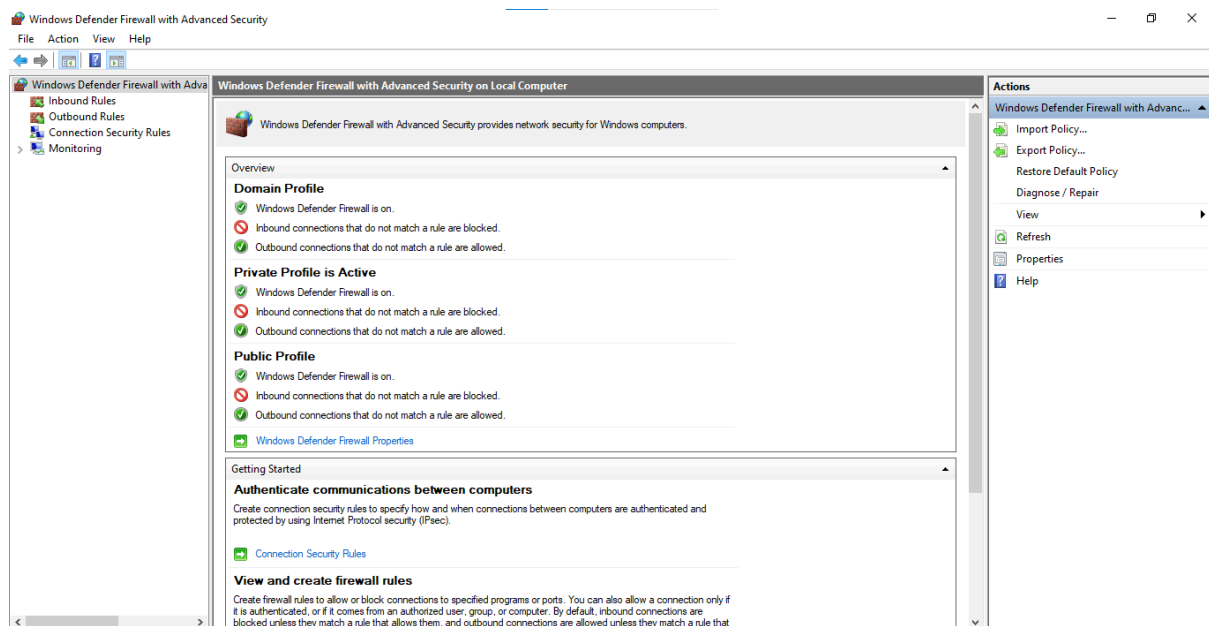 Windows Defender Firewall with Advanced Security
File Action View Help
Windows Defender Firewall with Adva
Inbound Rules
Outbound Rules
Connection Security Rules
Monitoring
Windows Defender Firewall with Advanced Security on Local Computer
Windows Defender Firewall with Advanced Security provides network security for Windows computers.
Overview
Domain Profile
Windows Defender Firewall is on.
Inbound connections that do not match a rule are blocked.
Outbound connections that do not match a rule are allowed.
Private Profile is Active
Windows Defender Firewall is on.
Inbound connections that do not match a rule are blocked.
Outbound connections that do not match a rule are allowed.
Public Profile
Windows Defender Firewall is on.
Inbound connections that do not match a rule are blocked.
Outbound connections that do not match a rule are allowed.
Windows Defender Firewall Properties
Getting Started
Authenticate communications between computers
Create connection security rules to specify how and when connections between computers are authenticated and
protected by using Internet Protocol security (IPsec).
Connection Security Rules
View and create firewall rules
Create firewall rules to allow or block connections to specified programs or ports. You can also allow a connection only if
it is authenticated, or if it comes from an authorized user, group, or computer. By default, inbound connections are
blocked unless they match a rule that allows them, and outbound connections are allowed unless they match a rule that
Actions
Windows Defender Firewall with Advanc...
Import Policy...
Export Policy...
Restore Default Policy
Diagnose / Repair
View
Refresh
Properties
Help